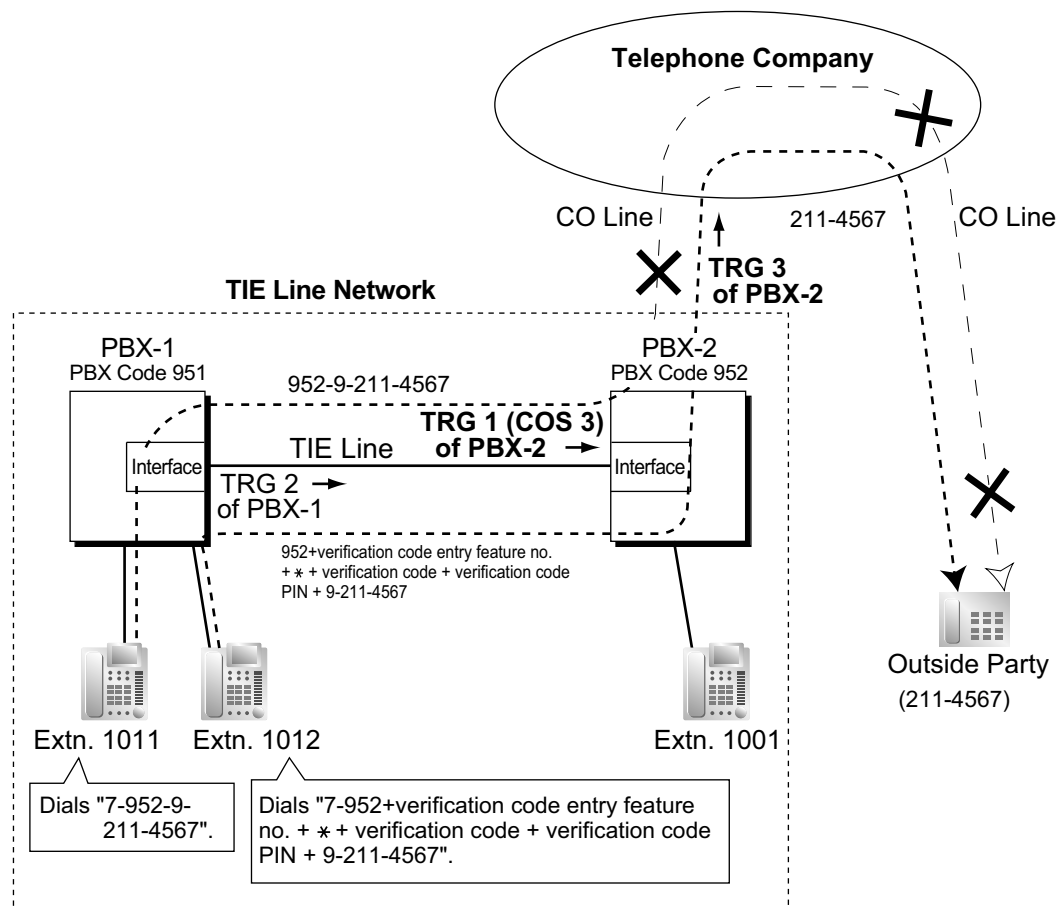 Telephone Company
CO Line
211-4567
CO Line
TRG 3
of PBX-2
TIE Line Network
PBX-1
PBX Code 951
PBX-2
PBX Code 952
952-9-211-4567
TRG 1 (COS 3)
of PBX-2
Interface
TIE Line
Interface
TRG 2
of PBX-1
952+verification code entry feature no.
+ * + verification code + verification code
PIN + 9-211-4567
Outside Party
(211-4567)
Extn. 1011
Extn. 1012
Extn. 1001
Dials "7-952-9-
211-4567".
Dials "7-952+verification code entry feature
no. + * + verification code + verification code
PIN + 9-211-4567".